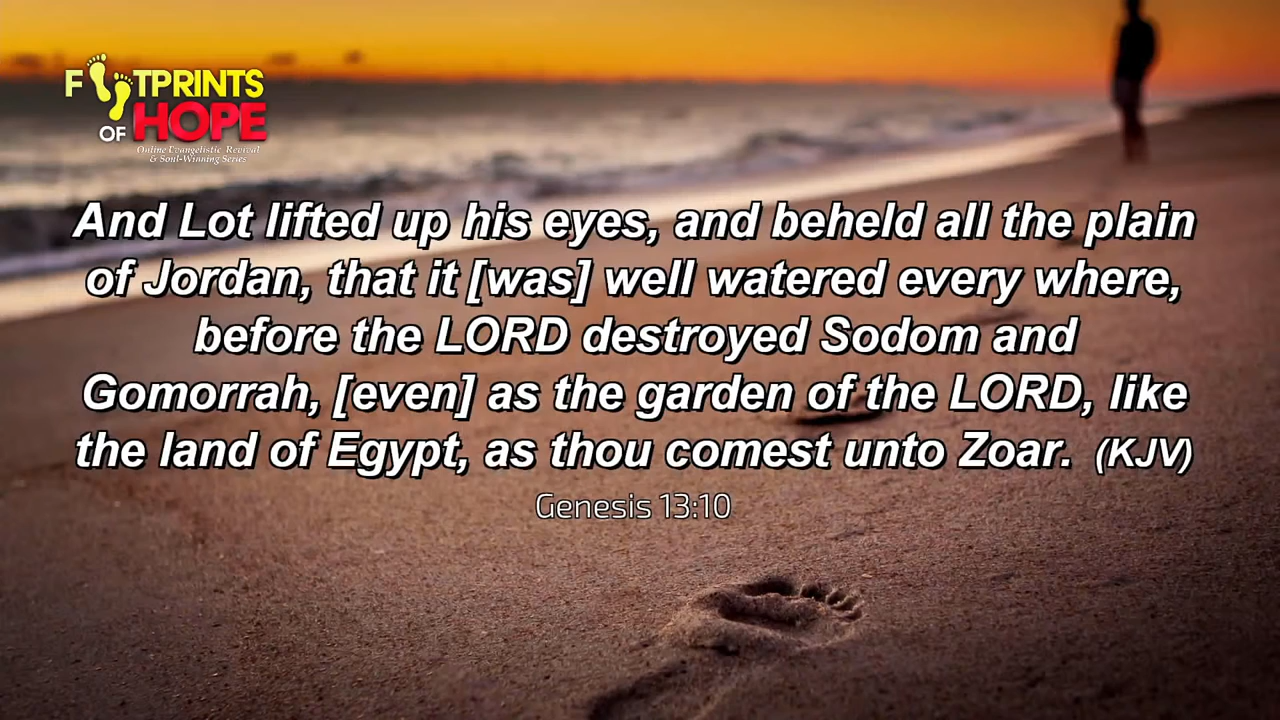 FOOTPRINTS
OF HOPE
Online Evangelistic Revival
& Soul-Winning Series
And Lot lifted up his eyes, and beheld all the plain
of Jordan, that it [was] well watered every where,
before the LORD destroyed Sodom and
Gomorrah, [even] as the garden of the LORD, like
the land of Egypt, as thou comest unto Zoar. (KJV)
Genesis 13:10